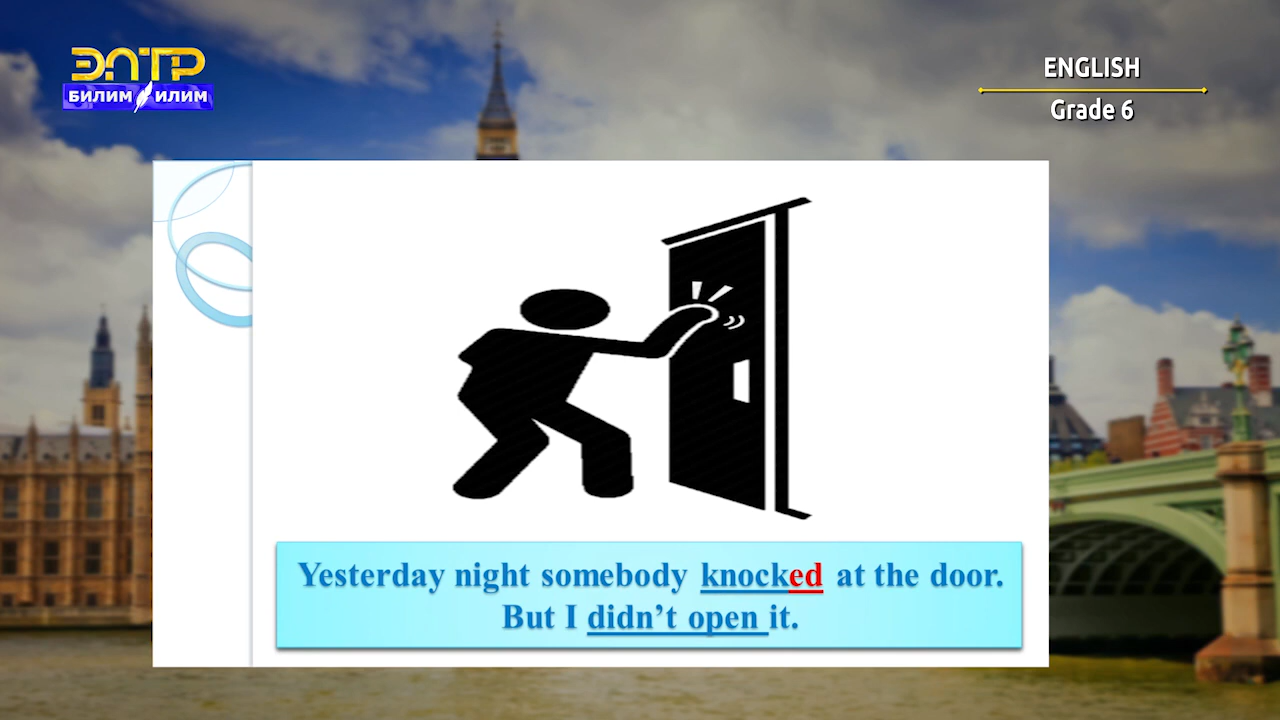 ЭЛТР
БИЛИМ ИЛИМ
ENGLISH
Grade 6
Yesterday night somebody knocked at the door.
But I didn’t open it.